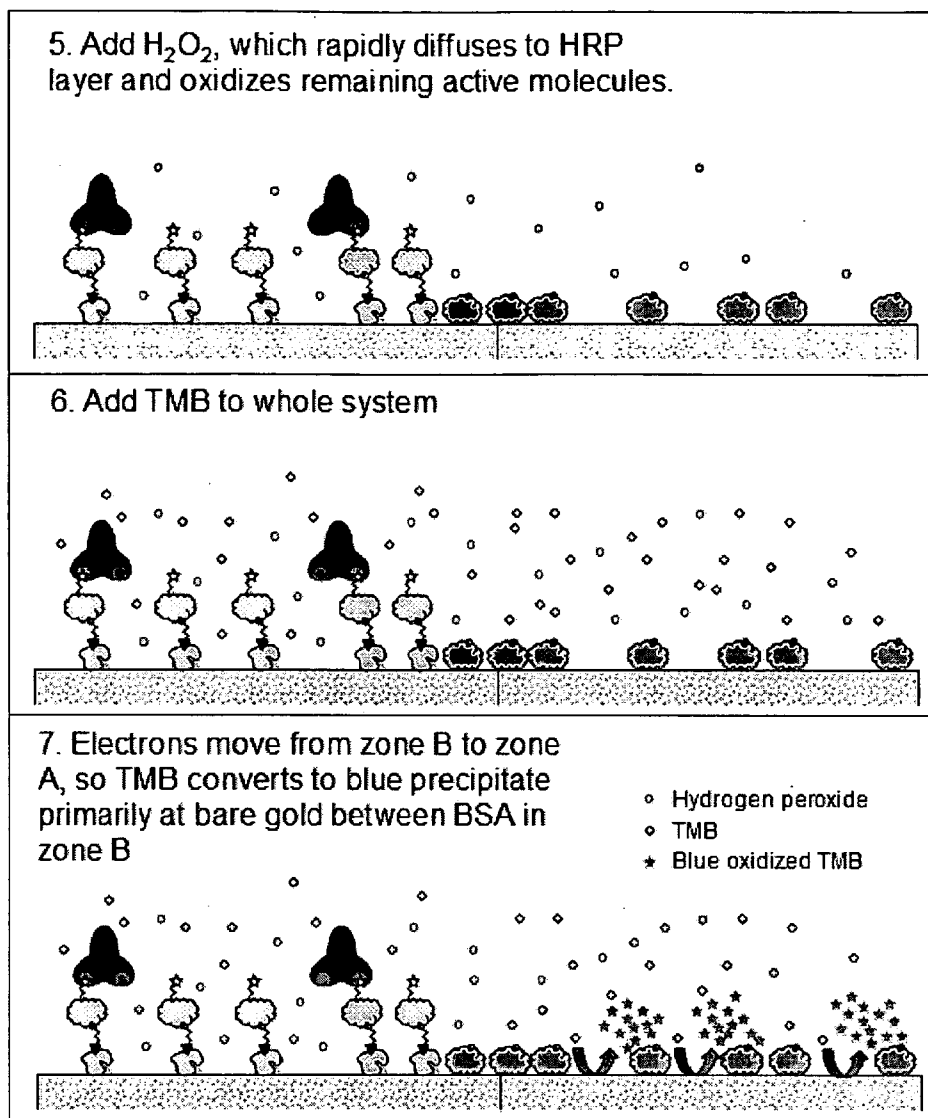 5. Add H₂O₂, which rapidly diffuses to HRP
layer and oxidizes remaining active molecules.
6. Add TMB to whole system
7. Electrons move from zone B to zone
A, so TMB converts to blue precipitate
primarily at bare gold between BSA in
zone B
Hydrogen peroxide
TMB
Blue oxidized TMB